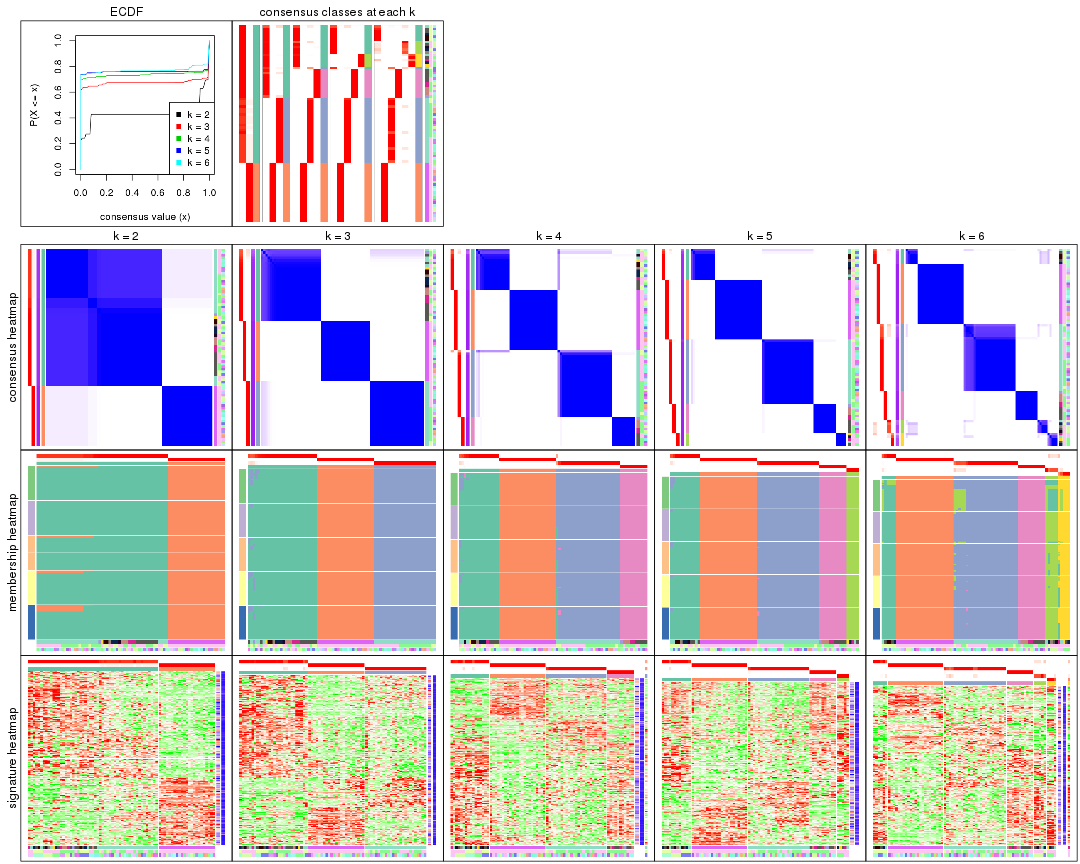 ECDF
consensus classes at each k
P(X <= x)
0.0 0.2 0.4 0.6 0.8 1.0
k = 2
k = 3
k = 4
k = 5
k = 6
0.0 0.2 0.4 0.6 0.8 1.0
consensus value (x)
k = 2 k = 3 k = 4 k = 5 k = 6
consensus heatmap
membership heatmap
signature heatmap